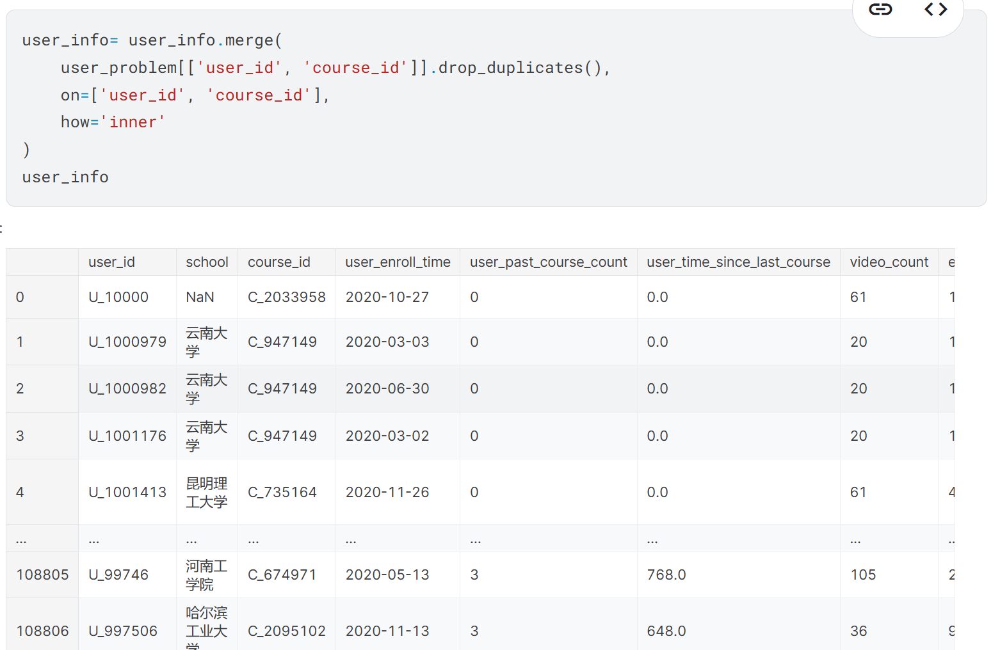 user_info= user_info.merge(
    user_problem[['user_id', 'course_id']].drop_duplicates(),
    on=['user_id', 'course_id'],
    how='inner'
)
user_info
:
user_id school course_id user_enroll_time user_past_course_count user_time_since_last_course video_count e
0 U_10000 NaN C_2033958 2020-10-27 0 0.0 61 1
1 U_1000979 云南大学 C_947149 2020-03-03 0 0.0 20 1
2 U_1000982 云南大学 C_947149 2020-06-30 0 0.0 20 1
3 U_1001176 云南大学 C_947149 2020-03-02 0 0.0 20 1
4 U_1001413 昆明理工大学 C_735164 2020-11-26 0 0.0 61 4
... ... ... ... ... ... ... ... ..
108805 U_99746 河南工学院 C_674971 2020-05-13 3 768.0 105 2
108806 U_997506 哈尔滨工业大学 C_2095102 2020-11-13 3 648.0 36 9